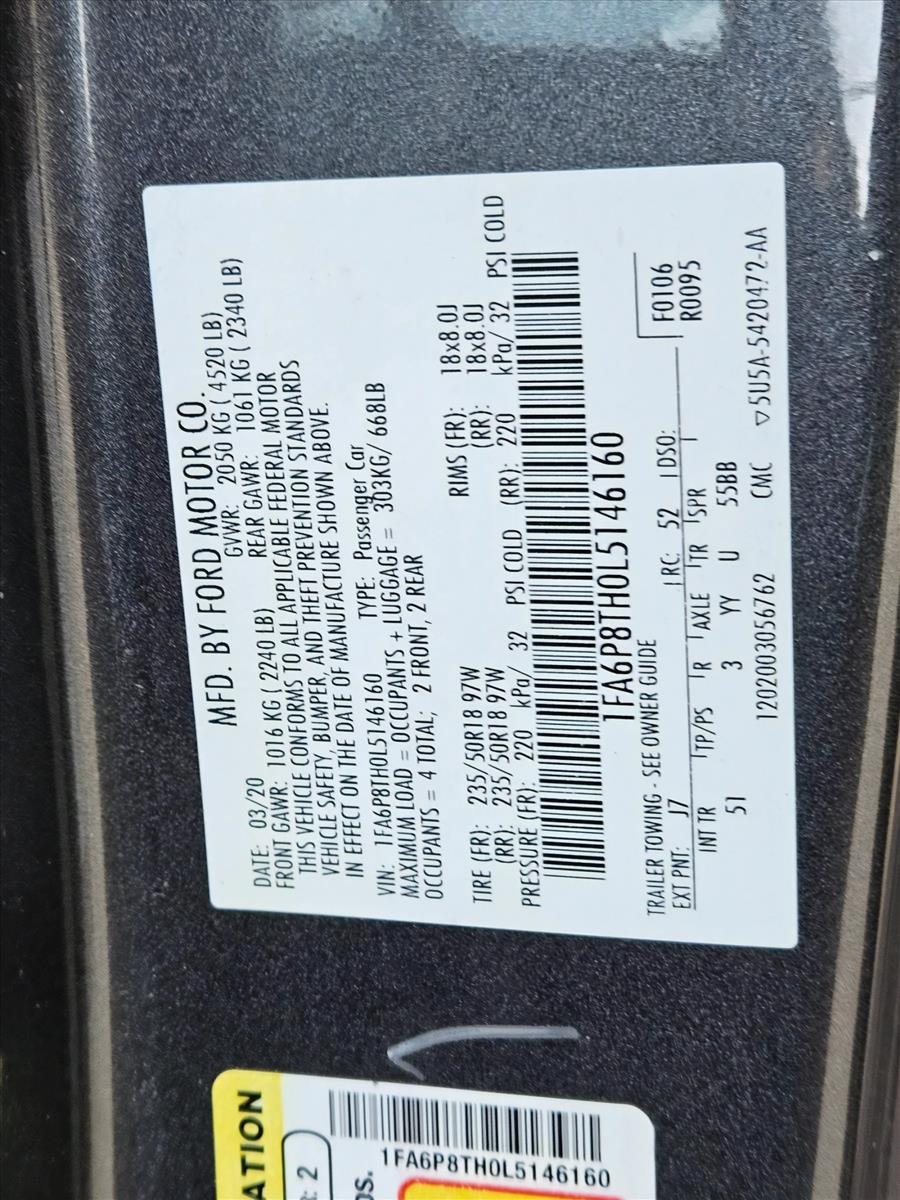 MFD. BY FORD MOTOR CO.
DATE: 03/20 GVWR: 2050 KG ( 4520 LB)
FRONT GAWR: 1016 KG ( 2240 LB) REAR GAWR: 1061 KG ( 2340 LB)
THIS VEHICLE CONFORMS TO ALL APPLICABLE FEDERAL MOTOR
VEHICLE SAFETY, BUMPER, AND THEFT PREVENTION STANDARDS
IN EFFECT ON THE DATE OF MANUFACTURE SHOWN ABOVE.
VIN: 1FA6P8TH0L5146160 TYPE: Passenger Car
MAXIMUM LOAD = OCCUPANTS + LUGGAGE = 303KG/ 668LB
OCCUPANTS = 4 TOTAL; 2 FRONT, 2 REAR
TIRE (FR): 235/50R18 97W RIMS (FR): 18x8.0J
(RR): 235/50R18 97W (RR): 18x8.0J
PRESSURE (FR): 220 kPa/ 32 PSI COLD (RR): 220 kPa/ 32 PSI COLD
1FA6P8TH0L5146160
TRAILER TOWING - SEE OWNER GUIDE
EXT PNT: J7 RC: 52 DSO: F0106
R0095
INT TR TP/PS R AXLE TR SPR
51 3 YY U 55BB
1202003056762 CMC ▽5U5A-5420472-AA
ATION
: 2
OS.
1FA6P8TH0L5146160